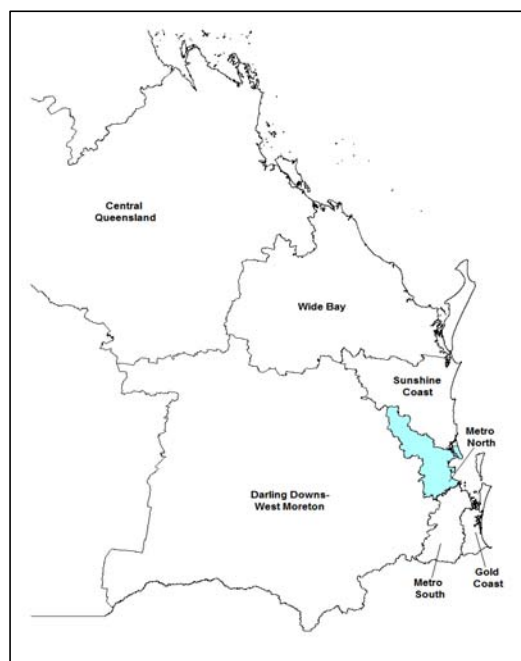 Central
Queensland
Wide Bay
Sunshine
Coast
Metro
North
Darling Downs-
West Moreton
Metro
South
Gold
Coast